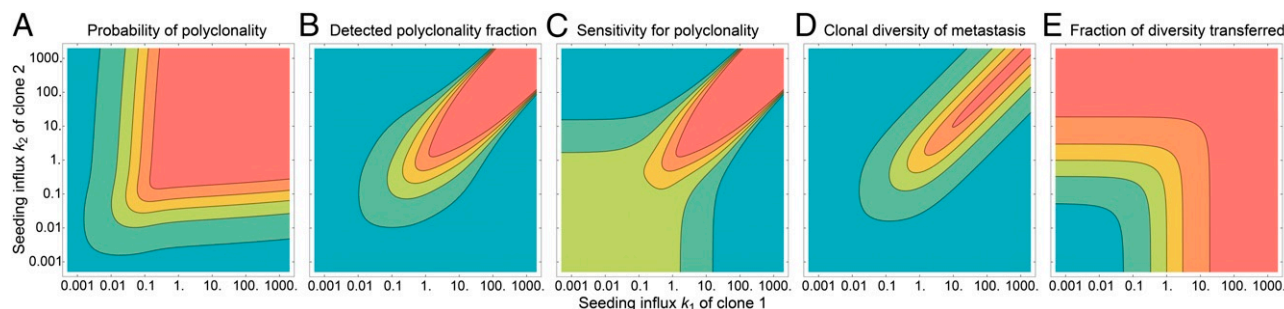 A Probability of polyclonality
B Detected polyclonality fraction
C Sensitivity for polyclonality
D Clonal diversity of metastasis
E Fraction of diversity transferred
Seeding influx k₂ of clone 2
1000.
100.
10.
1.
0.1
0.01
0.001
0.001 0.01 0.1 1. 10. 100. 1000.
0.001 0.01 0.1 1. 10. 100. 1000.
0.001 0.01 0.1 1. 10. 100. 1000.
0.001 0.01 0.1 1. 10. 100. 1000.
0.001 0.01 0.1 1. 10. 100. 1000.
Seeding influx k₁ of clone 1